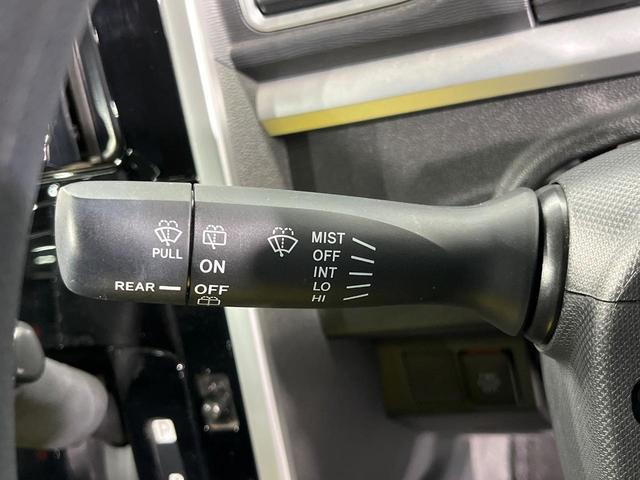 PULL
REAR
ON
OFF
MIST
OFF
INT
LO
HI
P